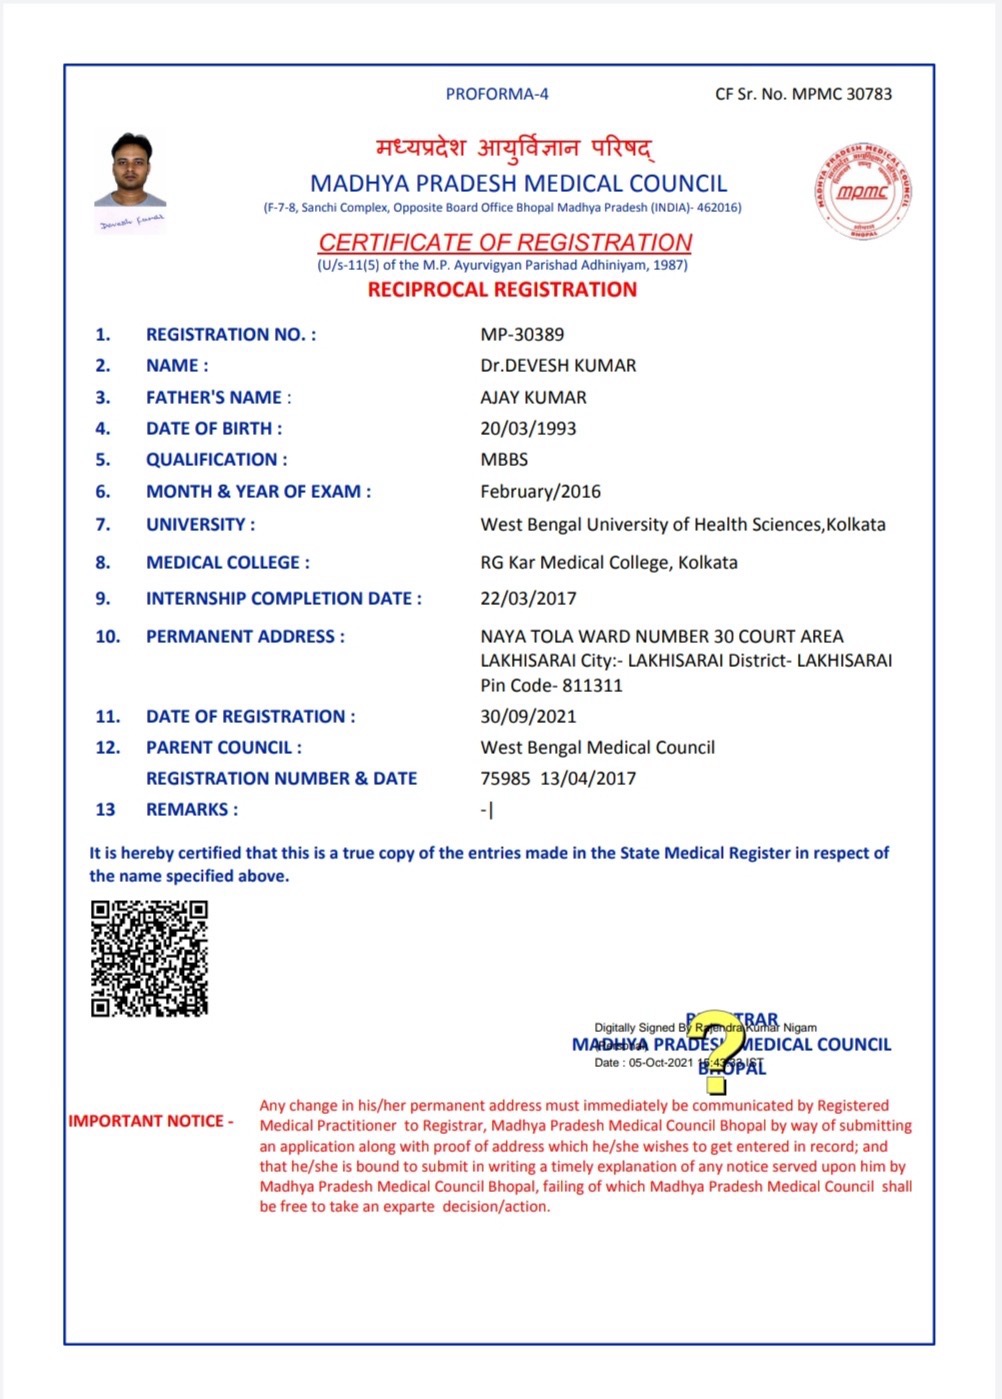 PROFORMA-4 CF Sr. No. MPMC 30783
मध्यप्रदेश आयुर्विज्ञान परिषद्
MADHYA PRADESH MEDICAL COUNCIL
(F-7-8, Sanchi Complex, Opposite Board Office Bhopal Madhya Pradesh (INDIA)- 462016)
Devesh Kumar
MADHYA PRADESH MEDICAL COUNCIL
mpmc
BHOPAL
CERTIFICATE OF REGISTRATION
(U/s-11(5) of the M.P. Ayurvigyan Parishad Adhiniyam, 1987)
RECIPROCAL REGISTRATION
1. REGISTRATION NO. : MP-30389
2. NAME : Dr.DEVESH KUMAR
3. FATHER'S NAME : AJAY KUMAR
4. DATE OF BIRTH : 20/03/1993
5. QUALIFICATION : MBBS
6. MONTH & YEAR OF EXAM : February/2016
7. UNIVERSITY : West Bengal University of Health Sciences,Kolkata
8. MEDICAL COLLEGE : RG Kar Medical College, Kolkata
9. INTERNSHIP COMPLETION DATE : 22/03/2017
10. PERMANENT ADDRESS : NAYA TOLA WARD NUMBER 30 COURT AREA
LAKHISARAI City:- LAKHISARAI District- LAKHISARAI
Pin Code- 811311
11. DATE OF REGISTRATION : 30/09/2021
12. PARENT COUNCIL : West Bengal Medical Council
REGISTRATION NUMBER & DATE 75985 13/04/2017
13 REMARKS : -|
It is hereby certified that this is a true copy of the entries made in the State Medical Register in respect of
the name specified above.
Digitally Signed By Rajendra Kumar Nigam
MADHYA PRADESH MEDICAL COUNCIL
Date : 05-Oct-2021
BHOPAL
IMPORTANT NOTICE -
Any change in his/her permanent address must immediately be communicated by Registered
Medical Practitioner to Registrar, Madhya Pradesh Medical Council Bhopal by way of submitting
an application along with proof of address which he/she wishes to get entered in record; and
that he/she is bound to submit in writing a timely explanation of any notice served upon him by
Madhya Pradesh Medical Council Bhopal, failing of which Madhya Pradesh Medical Council shall
be free to take an exparte decision/action.